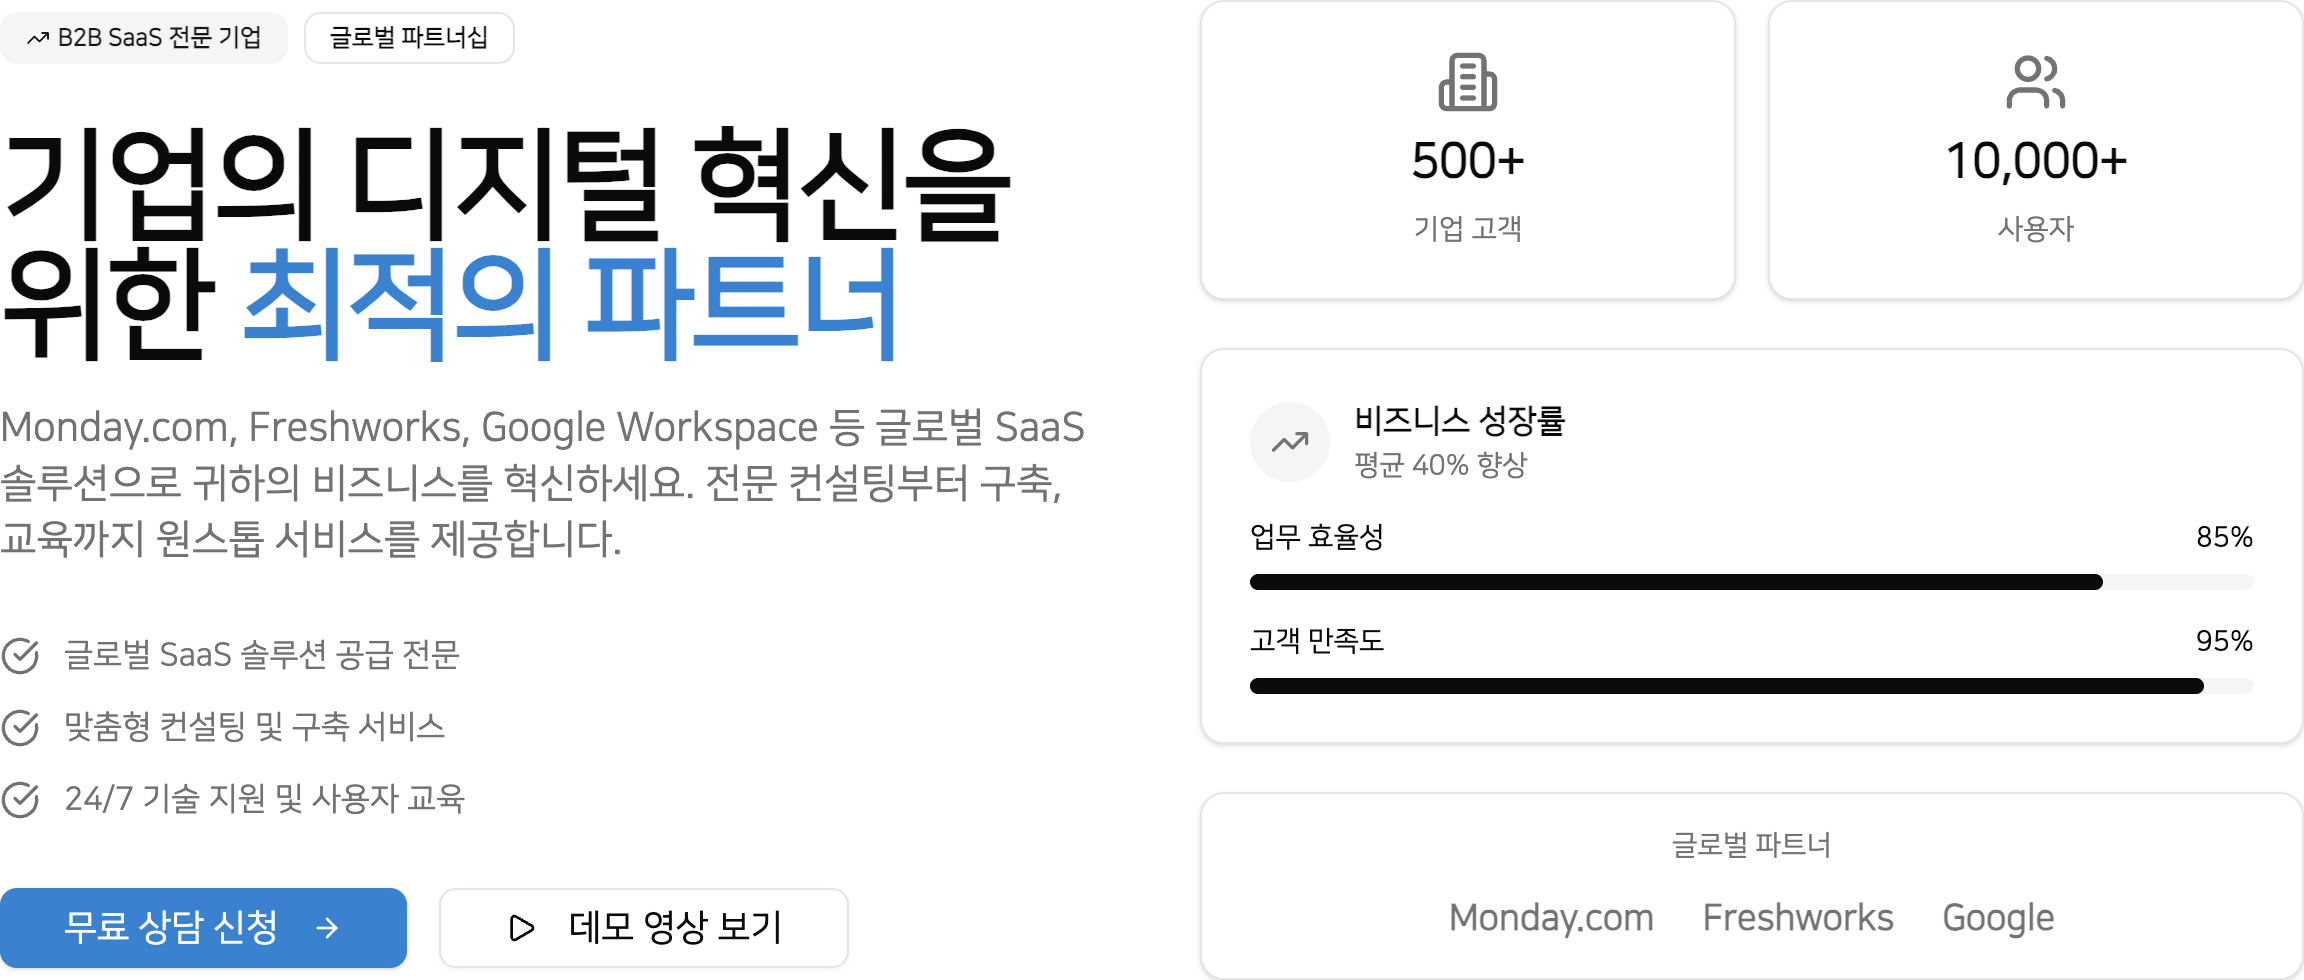 B2B SaaS 전문 기업
글로벌 파트너십
기업의 디지털 혁신을
위한 최적의 파트너
Monday.com, Freshworks, Google Workspace 등 글로벌 SaaS
솔루션으로 귀하의 비즈니스를 혁신하세요. 전문 컨설팅부터 구축,
교육까지 원스톱 서비스를 제공합니다.
글로벌 SaaS 솔루션 공급 전문
맞춤형 컨설팅 및 구축 서비스
24/7 기술 지원 및 사용자 교육
무료 상담 신청
데모 영상 보기
500+
기업 고객
10,000+
사용자
비즈니스 성장률
평균 40% 향상
업무 효율성 85%
고객 만족도 95%
글로벌 파트너
Monday.com Freshworks Google